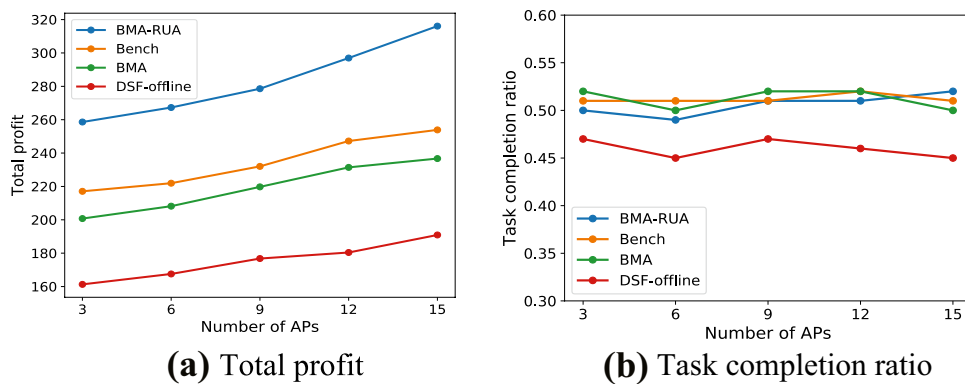 320
300
280
260
240
220
200
180
160
Total profit
BMA-RUA
Bench
BMA
DSF-offline
3 6 9 12 15
Number of APs
(a) Total profit
0.60
0.55
0.50
0.45
0.40
0.35
0.30
Task completion ratio
BMA-RUA
Bench
BMA
DSF-offline
3 6 9 12 15
Number of APs
(b) Task completion ratio